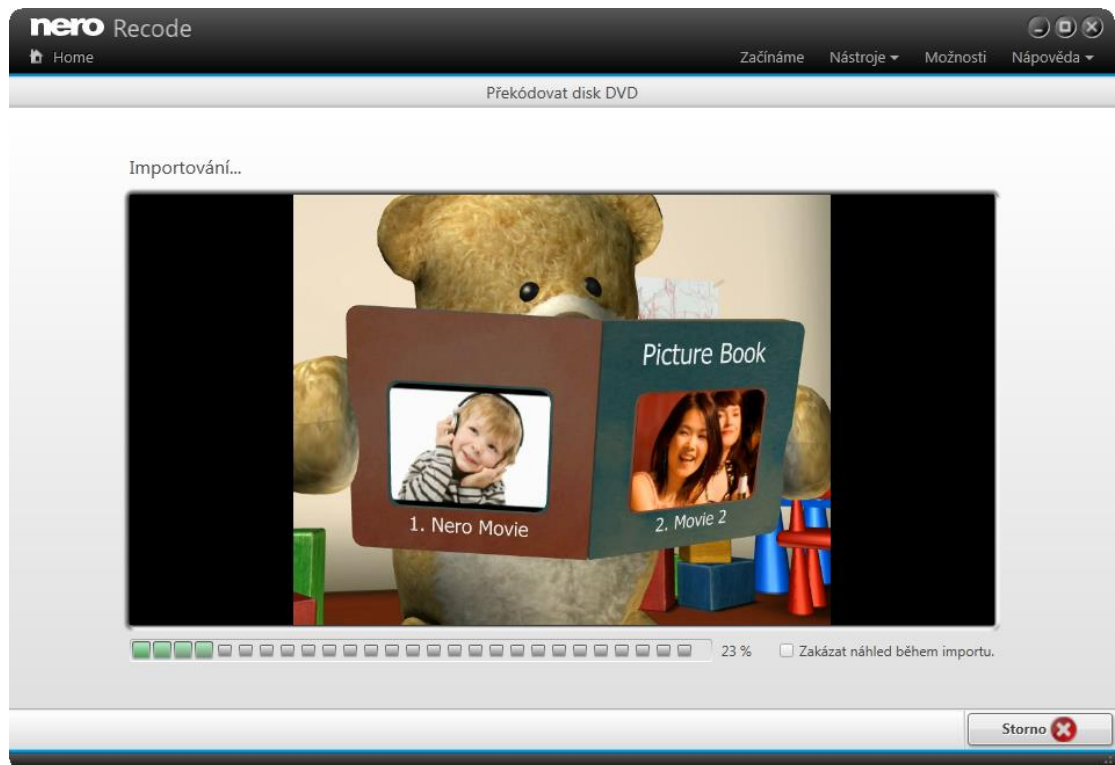 nero Recode
Home Začínáme Nástroje Možnosti Nápověda
Překódovat disk DVD
Importování...
Picture Book
1. Nero Movie
2. Movie 2
23 % Zakázat náhled během importu.
Storno